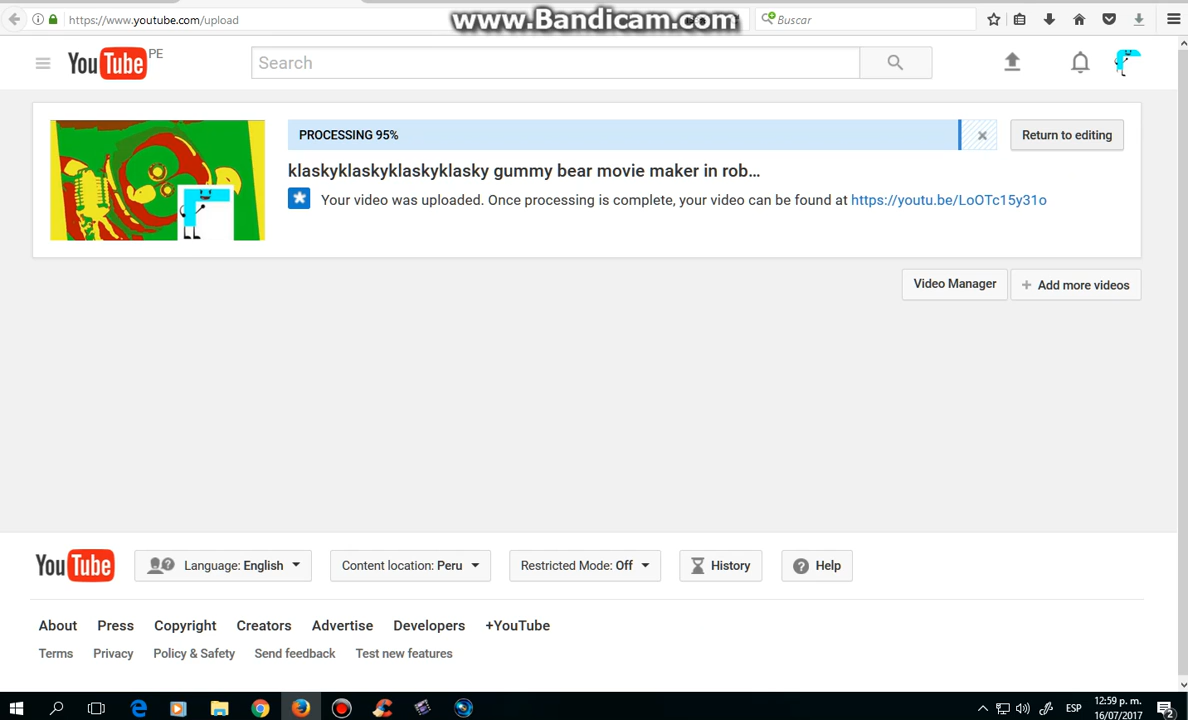 https://www.youtube.com/upload
www.Bandicam.com
Buscar
YouTube PE
Search
PROCESSING 95%
Return to editing
klaskyklaskyklaskyklasky gummy bear movie maker in rob...
Your video was uploaded. Once processing is complete, your video can be found at https://youtu.be/LoOTc15y31o
Video Manager
+ Add more videos
YouTube
Language: English
Content location: Peru
Restricted Mode: Off
History
Help
About Press Copyright Creators Advertise Developers +YouTube
Terms Privacy Policy & Safety Send feedback Test new features
ESP
12:59 p. m.
16/07/2017
2